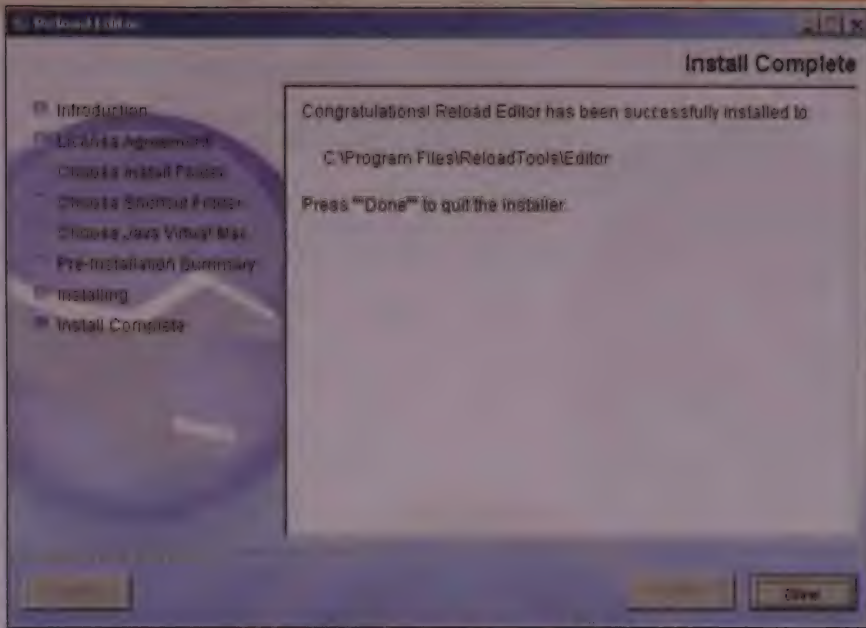 Reload Editor
Install Complete
Introduction
License Agreement
Choose Install Folder
Choose Shortcut Folder
Choose Java Virtual Mac
Pre-Installation Summary
Installing
Install Complete
Congratulations! Reload Editor has been successfully installed to:
C:\Program Files\ReloadTools\Editor
Press ""Done"" to quit the installer.
Done